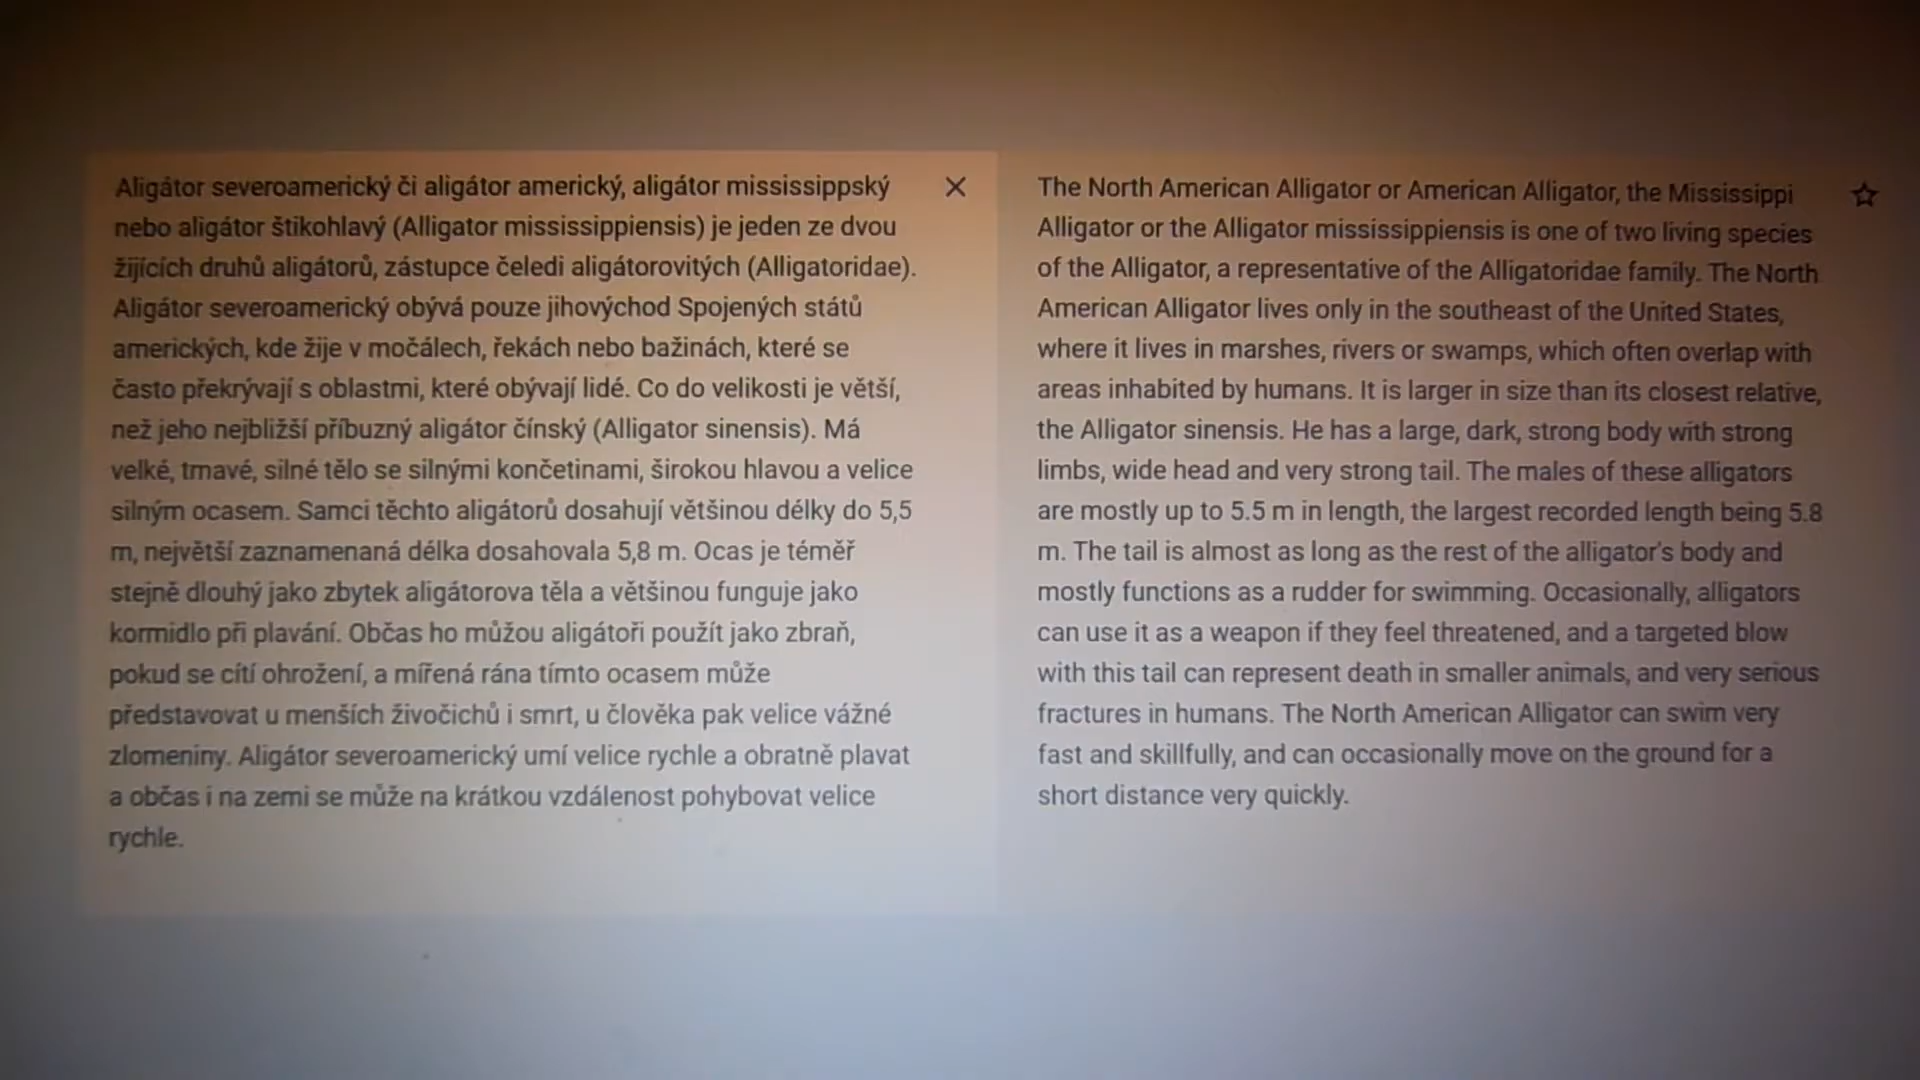 Aligátor severoamerický či aligátor americký, aligátor mississippský
nebo aligátor štikohlavý (Alligator mississippiensis) je jeden ze dvou
žijících druhů aligátorů, zástupce čeledi aligátorovitých (Alligatoridae).
Aligátor severoamerický obývá pouze jihovýchod Spojených států
amerických, kde žije v močálech, řekách nebo bažinách, které se
často překrývají s oblastmi, které obývají lidé. Co do velikosti je větší,
než jeho nejbližší příbuzný aligátor čínský (Alligator sinensis). Má
velké, tmavé, silné tělo se silnými končetinami, širokou hlavou a velice
silným ocasem. Samci těchto aligátorů dosahují většinou délky do 5,5
m, největší zaznamenaná délka dosahovala 5,8 m. Ocas je téměř
stejně dlouhý jako zbytek aligátorova těla a většinou funguje jako
kormidlo při plavání. Občas ho můžou aligátoři použít jako zbraň,
pokud se cítí ohrožení, a mířená rána tímto ocasem může
představovat u menších živočichů i smrt, u člověka pak velice vážné
zlomeniny. Aligátor severoamerický umí velice rychle a obratně plavat
a občas i na zemi se může na krátkou vzdálenost pohybovat velice
rychle.
The North American Alligator or American Alligator, the Mississippi
Alligator or the Alligator mississippiensis is one of two living species
of the Alligator, a representative of the Alligatoridae family. The North
American Alligator lives only in the southeast of the United States,
where it lives in marshes, rivers or swamps, which often overlap with
areas inhabited by humans. It is larger in size than its closest relative,
the Alligator sinensis. He has a large, dark, strong body with strong
limbs, wide head and very strong tail. The males of these alligators
are mostly up to 5.5 m in length, the largest recorded length being 5.8
m. The tail is almost as long as the rest of the alligator's body and
mostly functions as a rudder for swimming. Occasionally, alligators
can use it as a weapon if they feel threatened, and a targeted blow
with this tail can represent death in smaller animals, and very serious
fractures in humans. The North American Alligator can swim very
fast and skillfully, and can occasionally move on the ground for a
short distance very quickly.